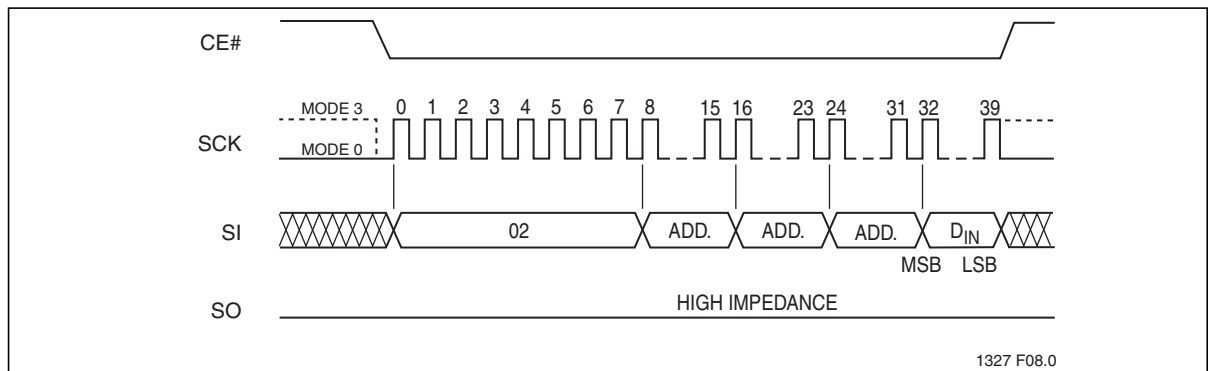 CE#
MODE 3 0 1 2 3 4 5 6 7 8 15 16 23 24 31 32 39
SCK
MODE 0
SI 02 ADD. ADD. ADD. DIN
MSB LSB
SO HIGH IMPEDANCE
1327 F08.0